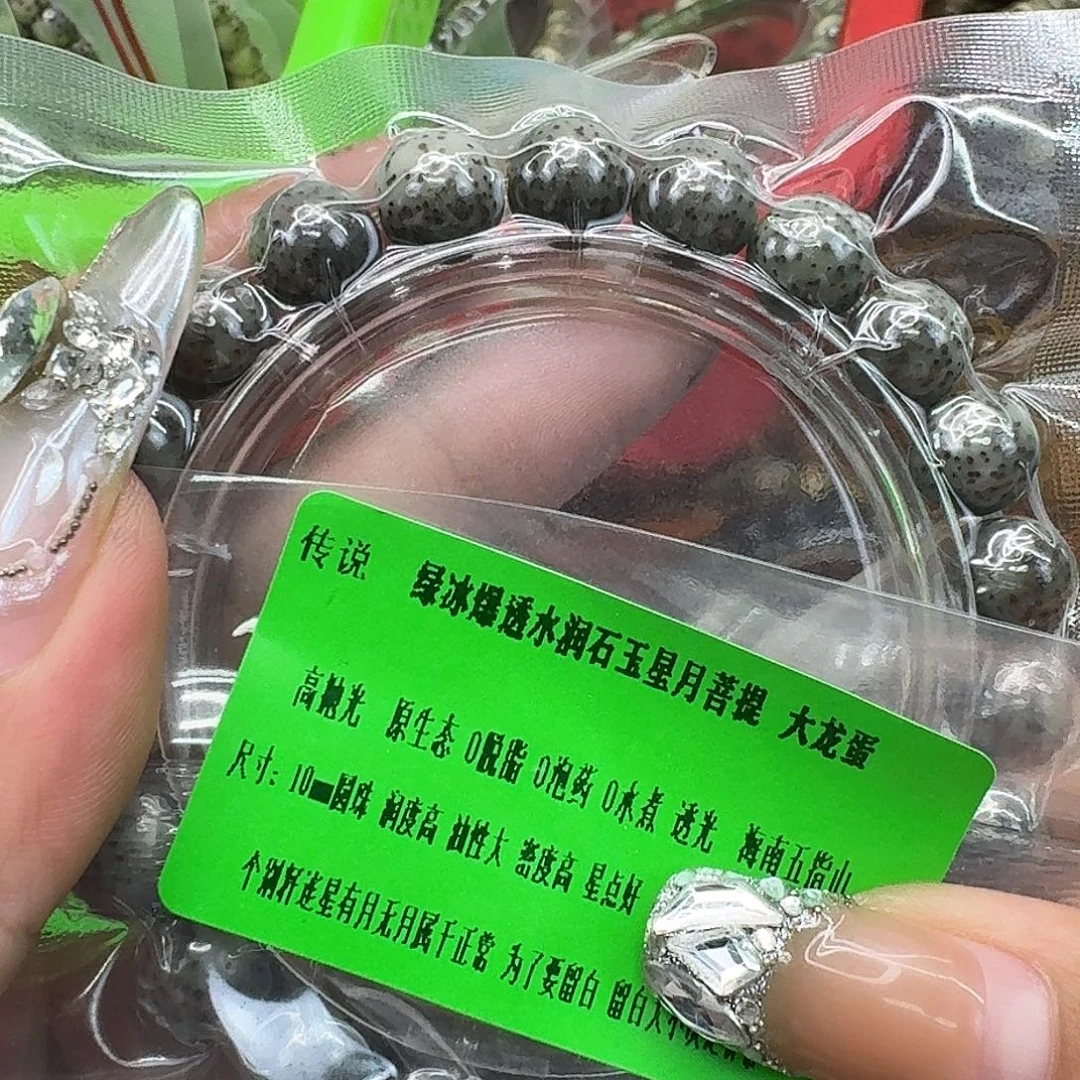 传说 绿冰爆透水润石玉星月菩提 大龙蛋
高抛光 原生态 0脱脂 0泡药 0水煮 透光 海南五指山
尺寸：10mm圆珠 润度高 油性大 密度高 星点好
个别籽连星有月无月属于正常 为了要留白 留白大小